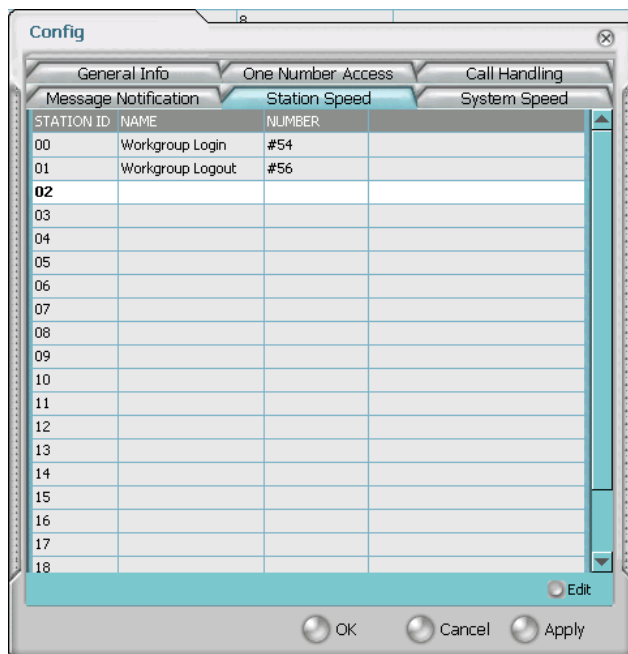 8
Config
General Info One Number Access Call Handling
Message Notification Station Speed System Speed
STATION ID NAME NUMBER
00 Workgroup Login #54
01 Workgroup Logout #56
02
03
04
05
06
07
08
09
10
11
12
13
14
15
16
17
18
Edit
OK Cancel Apply